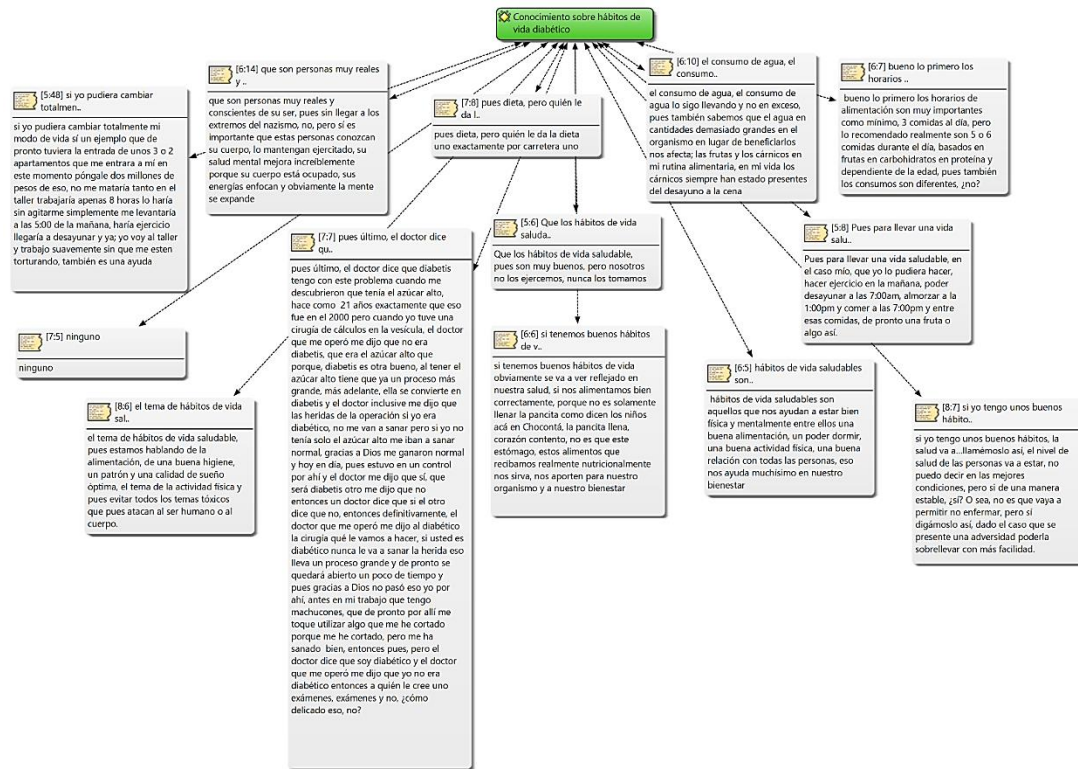 Conocimiento sobre hábitos de
vida diabético
[5:48] si yo pudiera cambiar
totalmen..
si yo pudiera cambiar totalmente mi
modo de vida sí un ejemplo que de
pronto tuviera la entrada de unos 3 o 2
apartamentos que me entrara a mí en
este momento póngale dos millones de
pesos de eso, no me mataría tanto en el
taller trabajaría apenas 8 horas lo haría
sin agitarme simplemente me levantaría
a las 5:00 de la mañana, haría ejercicio
llegaría a desayunar y ya; yo voy al taller
y trabajo suavemente sin que me esten
torturando, también es una ayuda
[6:14] que son personas muy reales
y ..
que son personas muy reales y
conscientes de su ser, pues sin llegar a los
extremos del nazismo, no, pero sí es
importante que estas personas conozcan
su cuerpo, lo mantengan ejercitado, su
salud mental mejora increíblemente
porque su cuerpo está ocupado, sus
energías enfocan y obviamente la mente
se expande
[7:8] pues dieta, pero quién le
da l..
pues dieta, pero quién le da la dieta
uno exactamente por carretera uno
[6:10] el consumo de agua, el
consumo..
el consumo de agua, el consumo de
agua lo sigo llevando y no en exceso,
pues también sabemos que el agua en
cantidades demasiado grandes en el
organismo en lugar de beneficiarlos
nos afecta; las frutas y los cárnicos en
mi rutina alimentaria, en mi vida los
cárnicos siempre han estado presentes
del desayuno a la cena
[6:7] bueno lo primero los
horarios ..
bueno lo primero los horarios de
alimentación son muy importantes
como mínimo, 3 comidas al día, pero
lo recomendado realmente son 5 o 6
comidas durante el día, basados en
frutas en carbohidratos en proteína y
dependiente de la edad, pues también
los consumos son diferentes, ¿no?
[7:5] ninguno
ninguno
[7:7] pues último, el doctor dice
qu..
pues último, el doctor dice que diabetis
tengo con este problema cuando me
descubrieron que tenía el azúcar alto,
hace como 21 años exactamente que eso
fue en el 2000 pero cuando yo tuve una
cirugía de cálculos en la vesícula, el doctor
que me operó me dijo que no era
diabetis, que era el azúcar alto que
porque, diabetis es otra bueno, al tener el
azúcar alto tiene que ya un proceso más
grande, más adelante, ella se convierte en
diabetis y el doctor inclusive me dijo que
las heridas de la operación si yo era
diabético, no me van a sanar pero si yo no
tenía solo el azúcar alto me iban a sanar
normal, gracias a Dios me ganaron normal
y hoy en día, pues estuvo en un control
por ahí y el doctor me dijo que sí, que
será diabetis otro me dijo que no
entonces un doctor dice que si el otro
dice que no, entonces definitivamente, el
doctor que me operó me dijo al diabético
la cirugía qué le vamos a hacer, si usted es
diabético nunca le va a sanar la herida eso
lleva un proceso grande y de pronto se
quedará abierto un poco de tiempo y
pues gracias a Dios no pasó eso yo por
ahí, antes en mi trabajo que tengo
machucones, que de pronto por allí me
toque utilizar algo que me he cortado
porque me he cortado, pero me ha
sanado bien, entonces pues, pero el
doctor dice que soy diabético y el doctor
que me operó me dijo que yo no era
diabético entonces a quién le cree uno
exámenes, exámenes y no, ¿cómo
delicado eso, no?
[5:6] Que los hábitos de vida
saluda..
Que los hábitos de vida saludable,
pues son muy buenos, pero nosotros
no los ejercemos, nunca los tomamos
[5:8] Pues para llevar una vida
salu..
Pues para llevar una vida saludable, en
el caso mío, que yo lo pudiera hacer,
hacer ejercicio en la mañana, poder
desayunar a las 7:00am, almorzar a la
1:00pm y comer a las 7:00pm y entre
esas comidas, de pronto una fruta o
algo así.
[6:6] si tenemos buenos hábitos
de v..
si tenemos buenos hábitos de vida
obviamente se va a ver reflejado en
nuestra salud, si nos alimentamos bien
correctamente, porque no es solamente
llenar la pancita como dicen los niños
acá en Chocontá, la pancita llena,
corazón contento, no es que este
estómago, estos alimentos que
recibamos realmente nutricionalmente
nos sirva, nos aporten para nuestro
organismo y a nuestro bienestar
[6:5] hábitos de vida saludables
son..
hábitos de vida saludables son
aquellos que nos ayudan a estar bien
física y mentalmente entre ellos una
buena alimentación, un poder dormir,
una buena actividad física, una buena
relación con todas las personas, eso
nos ayuda muchísimo en nuestro
bienestar
[8:6] el tema de hábitos de vida
sal..
el tema de hábitos de vida saludable,
pues estamos hablando de la
alimentación, de una buena higiene,
un patrón y una calidad de sueño
óptima, el tema de la actividad física y
pues evitar todos los temas tóxicos
que pues atacan al ser humano o al
cuerpo.
[8:7] si yo tengo unos buenos
hábito..
si yo tengo unos buenos hábitos, la
salud va a...llamémoslo así, el nivel de
salud de las personas va a estar, no
puedo decir en las mejores
condiciones, pero si de una manera
estable, ¿sí? O sea, no es que vaya a
permitir no enfermar, pero sí
digámoslo así, dado el caso que se
presente una adversidad poderla
sobrellevar con más facilidad.